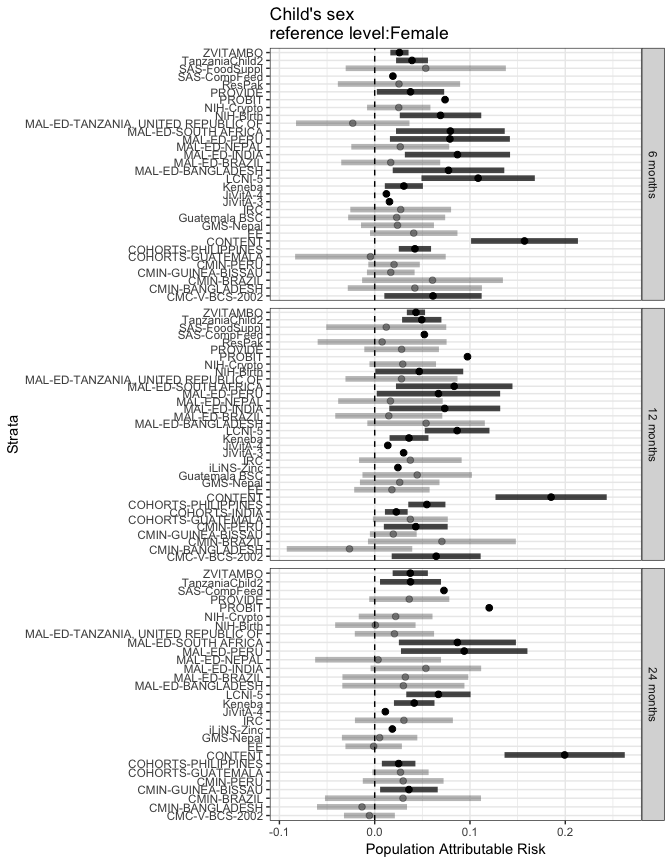 Child's sex
reference level:Female
ZVITAMBO
TanzaniaChild2
SAS-FoodSuppl
SAS-CompFeed
ResPak
PROVIDE
PROBIT
NIH-Crypto
NIH-Birth
MAL-ED-TANZANIA, UNITED REPUBLIC OF
MAL-ED-SOUTH AFRICA
MAL-ED-PERU
MAL-ED-NEPAL
MAL-ED-INDIA
MAL-ED-BRAZIL
MAL-ED-BANGLADESH
LCNI-5
Keneba
JiVitA-4
JiVitA-3
IRC
Guatemala BSC
GMS-Nepal
EE
CONTENT
COHORTS-PHILIPPINES
COHORTS-GUATEMALA
CMIN-PERU
CMIN-GUINEA-BISSAU
CMIN-BRAZIL
CMIN-BANGLADESH
CMC-V-BCS-2002
6 months
ZVITAMBO
TanzaniaChild2
SAS-FoodSuppl
SAS-CompFeed
ResPak
PROVIDE
PROBIT
NIH-Crypto
NIH-Birth
MAL-ED-TANZANIA, UNITED REPUBLIC OF
MAL-ED-SOUTH AFRICA
MAL-ED-PERU
MAL-ED-NEPAL
MAL-ED-INDIA
MAL-ED-BRAZIL
MAL-ED-BANGLADESH
LCNI-5
Keneba
JiVitA-4
JiVitA-3
IRC
iLiNS-Zinc
Guatemala BSC
GMS-Nepal
EE
CONTENT
COHORTS-PHILIPPINES
COHORTS-INDIA
COHORTS-GUATEMALA
CMIN-PERU
CMIN-GUINEA-BISSAU
CMIN-BRAZIL
CMIN-BANGLADESH
CMC-V-BCS-2002
12 months
ZVITAMBO
TanzaniaChild2
SAS-CompFeed
PROVIDE
PROBIT
NIH-Crypto
NIH-Birth
MAL-ED-TANZANIA, UNITED REPUBLIC OF
MAL-ED-SOUTH AFRICA
MAL-ED-PERU
MAL-ED-NEPAL
MAL-ED-INDIA
MAL-ED-BRAZIL
MAL-ED-BANGLADESH
LCNI-5
Keneba
JiVitA-4
IRC
iLiNS-Zinc
GMS-Nepal
EE
CONTENT
COHORTS-PHILIPPINES
COHORTS-GUATEMALA
CMIN-PERU
CMIN-GUINEA-BISSAU
CMIN-BRAZIL
CMIN-BANGLADESH
CMC-V-BCS-2002
24 months
Strata
-0.1 0.0 0.1 0.2
Population Attributable Risk